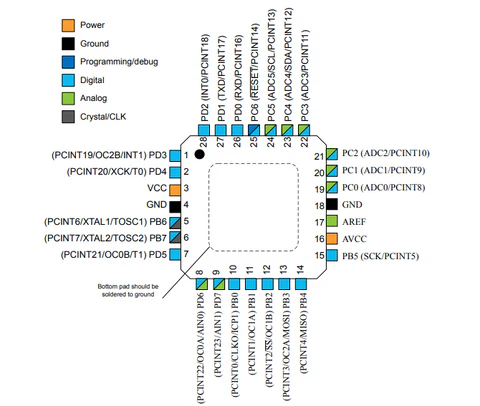 Power
Ground
Programming/debug
Digital
Analog
Crystal/CLK
PD2 (INT0/PCINT18)
PD1 (TXD/PCINT17)
PD0 (RXD/PCINT16)
PC6 (RESET/PCINT14)
PC5 (ADC5/SCL/PCINT13)
PC4 (ADC4/SDA/PCINT12)
PC3 (ADC3/PCINT11)
28
27
26
25
24
23
22
(PCINT19/OC2B/INT1) PD3
1
(PCINT20/XCK/T0) PD4
2
VCC
3
GND
4
(PCINT6/XTAL1/TOSC1) PB6
5
(PCINT7/XTAL2/TOSC2) PB7
6
(PCINT21/OC0B/T1) PD5
7
21
PC2 (ADC2/PCINT10)
20
PC1 (ADC1/PCINT9)
19
PC0 (ADC0/PCINT8)
18
GND
17
AREF
16
AVCC
15
PB5 (SCK/PCINT5)
Bottom pad should be
soldered to ground
8
9
10
11
12
13
14
(PCINT22/OC0A/AIN0) PD6
(PCINT23/AIN1) PD7
(PCINT0/CLKO/ICP1) PB0
(PCINT1/OC1A) PB1
(PCINT2/SS/OC1B) PB2
(PCINT3/OC2A/MOSI) PB3
(PCINT4/MISO) PB4